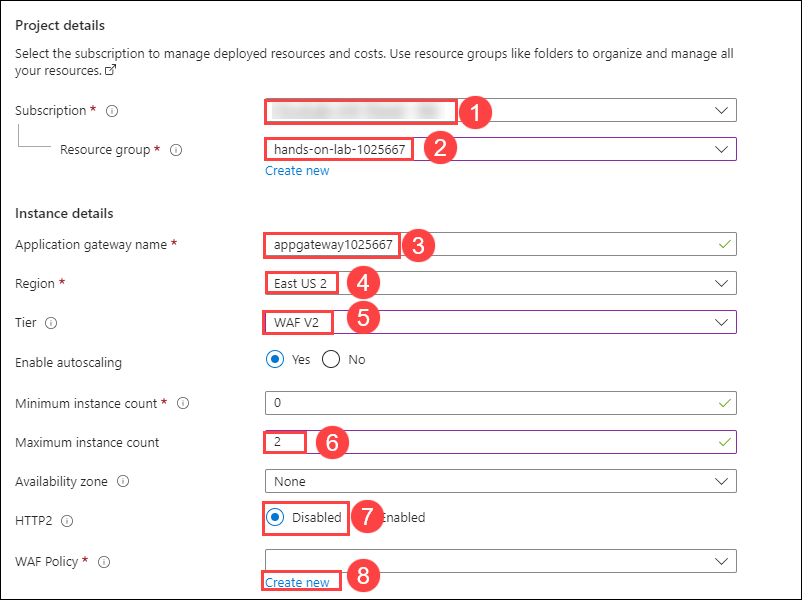 Project details
Select the subscription to manage deployed resources and costs. Use resource groups like folders to organize and manage all
your resources.
Subscription *
1
Resource group *
hands-on-lab-1025667
2
Create new
Instance details
Application gateway name *
appgateway1025667
3
Region *
East US 2
4
Tier
WAF V2
5
Enable autoscaling
Yes
No
Minimum instance count *
0
Maximum instance count
2
6
Availability zone
None
HTTP2
Disabled
7
Enabled
WAF Policy *
Create new
8